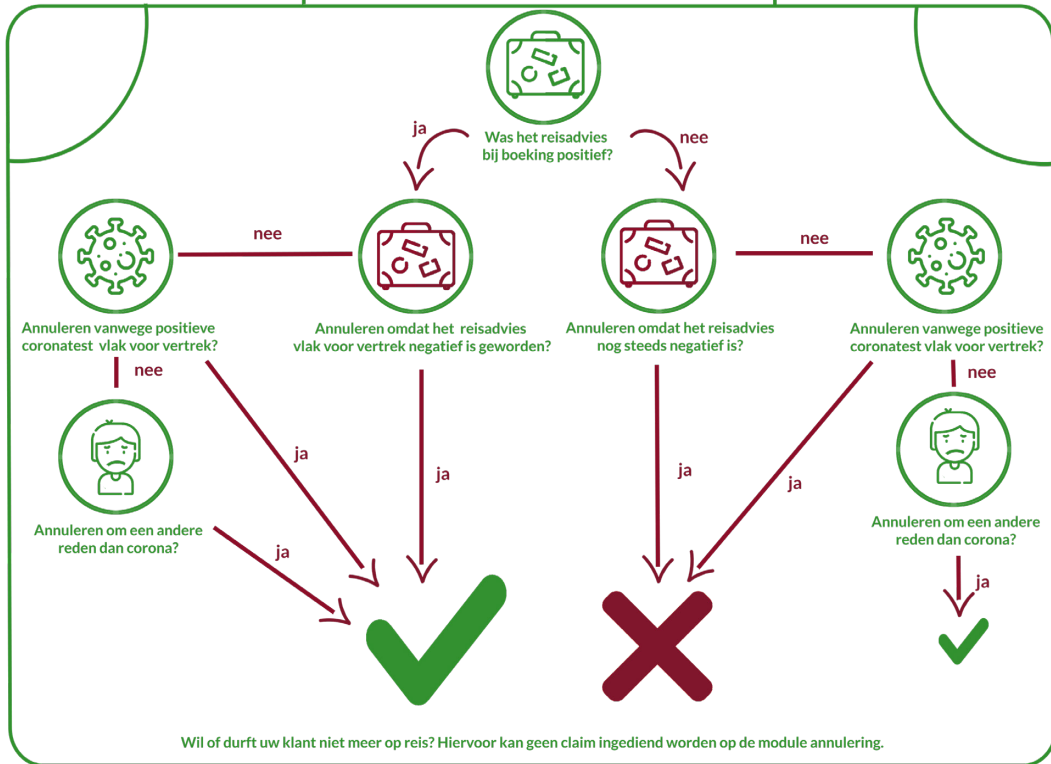 ja
Was het reisadvies
bij boeking positief?
nee
nee
nee
Annuleren vanwege positieve
coronatest vlak voor vertrek?
Annuleren omdat het reisadvies
vlak voor vertrek negatief is geworden?
Annuleren omdat het reisadvies
nog steeds negatief is?
Annuleren vanwege positieve
coronatest vlak voor vertrek?
nee
nee
ja
ja
ja
ja
Annuleren om een andere
reden dan corona?
Annuleren om een andere
reden dan corona?
ja
ja
Wil of durft uw klant niet meer op reis? Hiervoor kan geen claim ingediend worden op de module annulering.